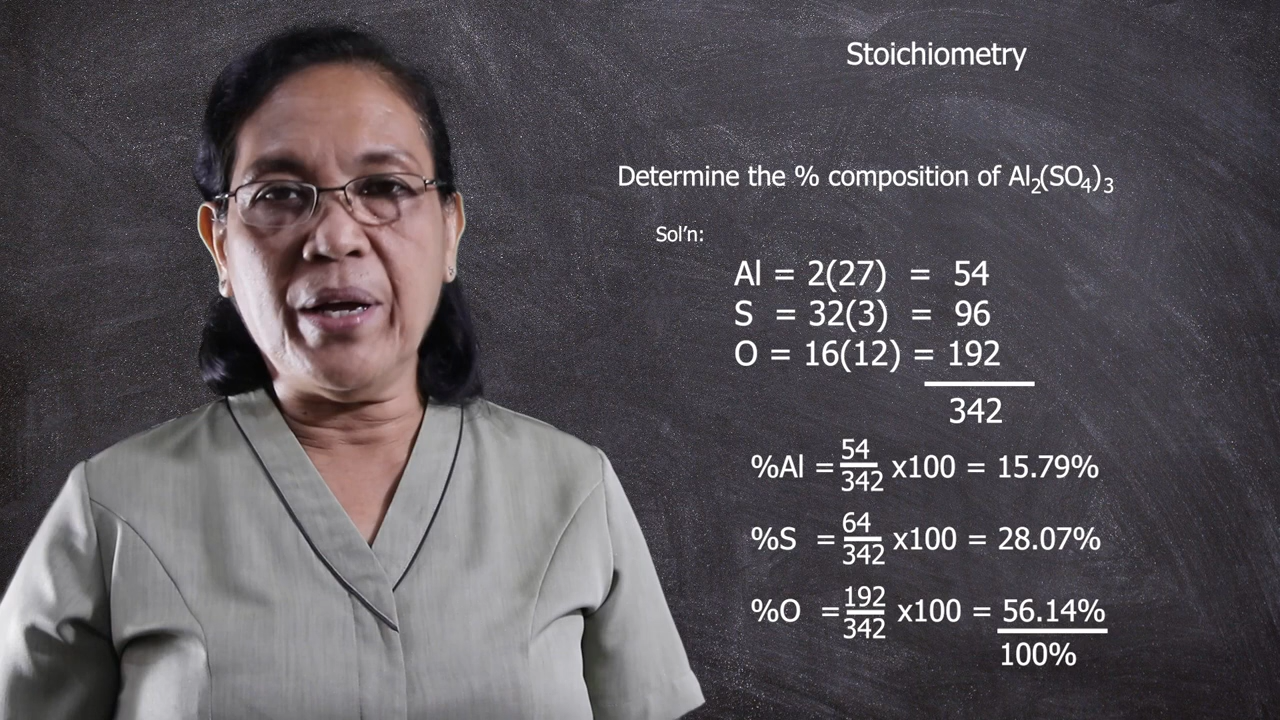 Stoichiometry
Determine the % composition of Al₂(SO₄)₃
Sol'n:
Al = 2(27) = 54
S = 32(3) = 96
O = 16(12) = 192
342
%Al = 54/342 x100 = 15.79%
%S = 64/342 x100 = 28.07%
%O = 192/342 x100 = 56.14%
100%